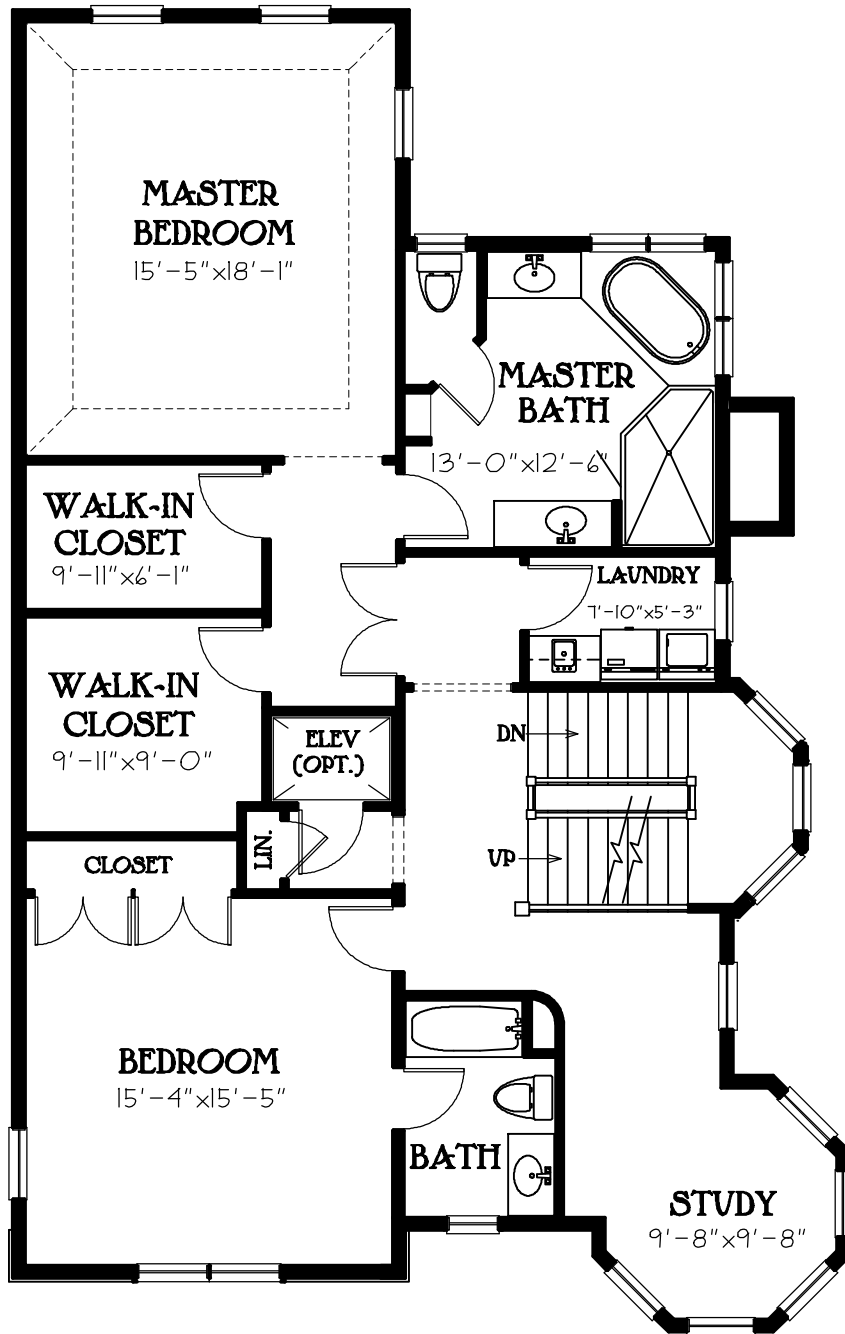 MASTER
BEDROOM
15'-5"x18'-1"
MASTER
BATH
13'-0"x12'-6"
WALK-IN
CLOSET
9'-11"x6'-1"
LAUNDRY
7'-10"x5'-3"
WALK-IN
CLOSET
9'-11"x9'-0"
ELEV
(OPT.)
DN
UP
LIN.
CLOSET
BEDROOM
15'-4"x15'-5"
BATH
STUDY
9'-8"x9'-8"